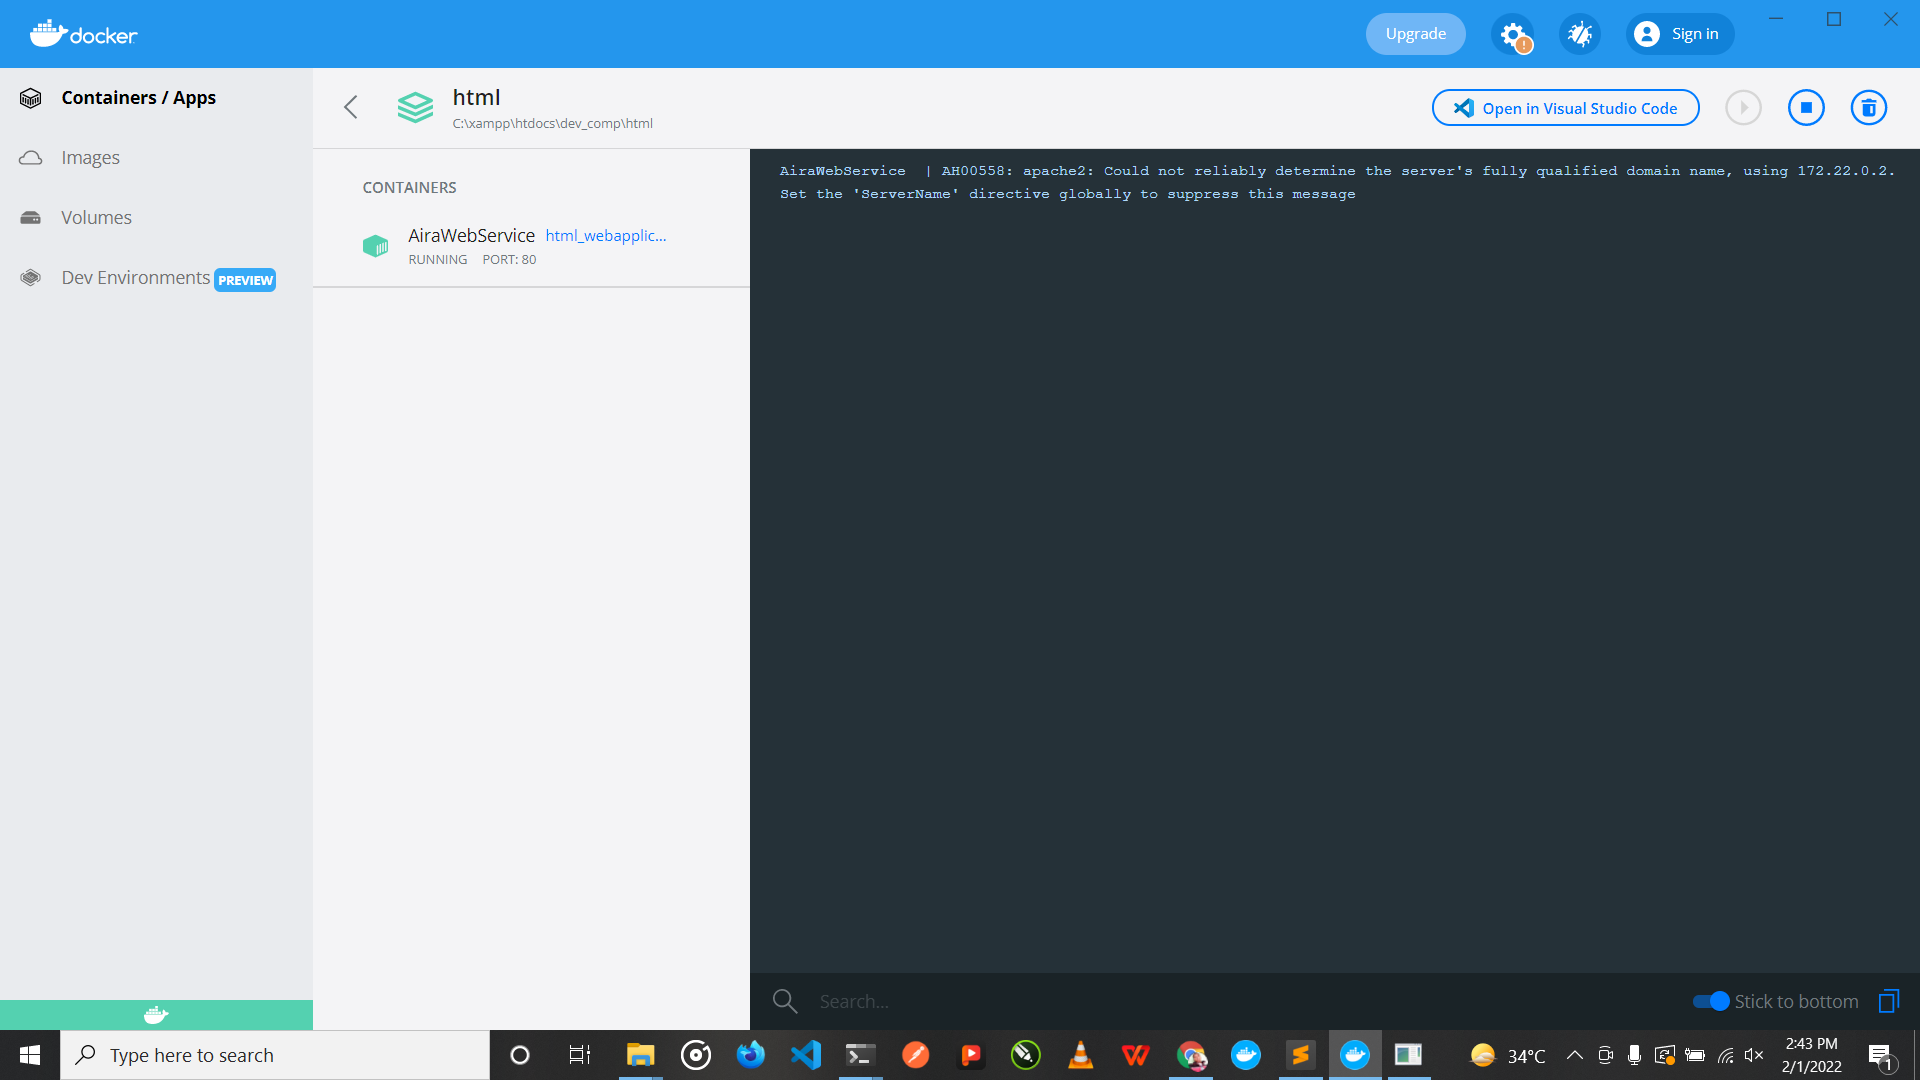 docker
Upgrade
!
Sign in
Containers / Apps
Images
Volumes
Dev Environments PREVIEW
html
C:\xampp\htdocs\dev_comp\html
Open in Visual Studio Code
CONTAINERS
AiraWebService html_webapplic...
RUNNING PORT: 80
AiraWebService | AH00558: apache2: Could not reliably determine the server's fully qualified domain name, using 172.22.0.2.
Set the 'ServerName' directive globally to suppress this message
Search...
Stick to bottom
Type here to search
34°C
2:43 PM
2/1/2022
1